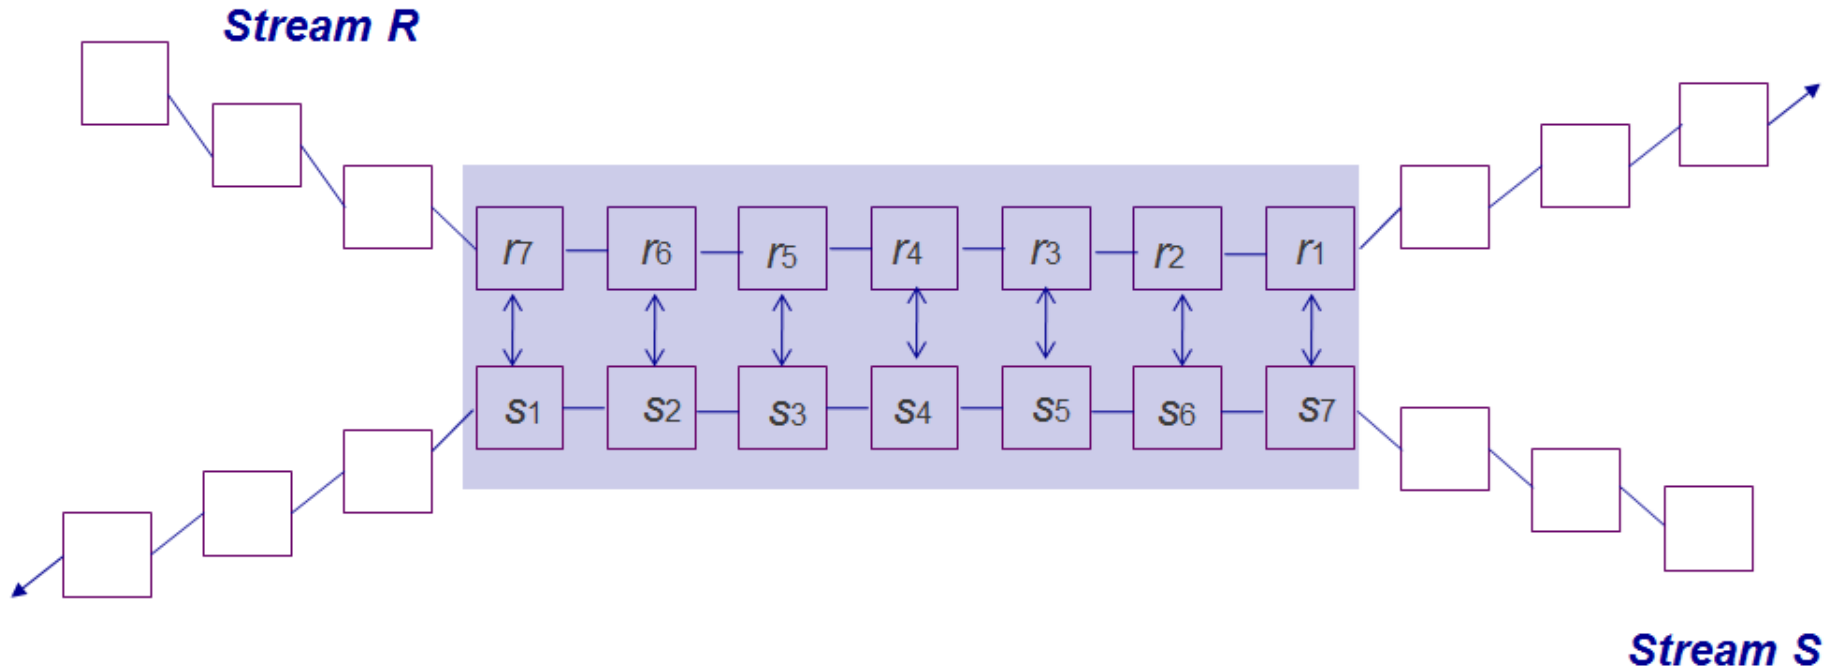 Stream R
r7 r6 r5 r4 r3 r2 r1
s1 s2 s3 s4 s5 s6 s7
Stream S